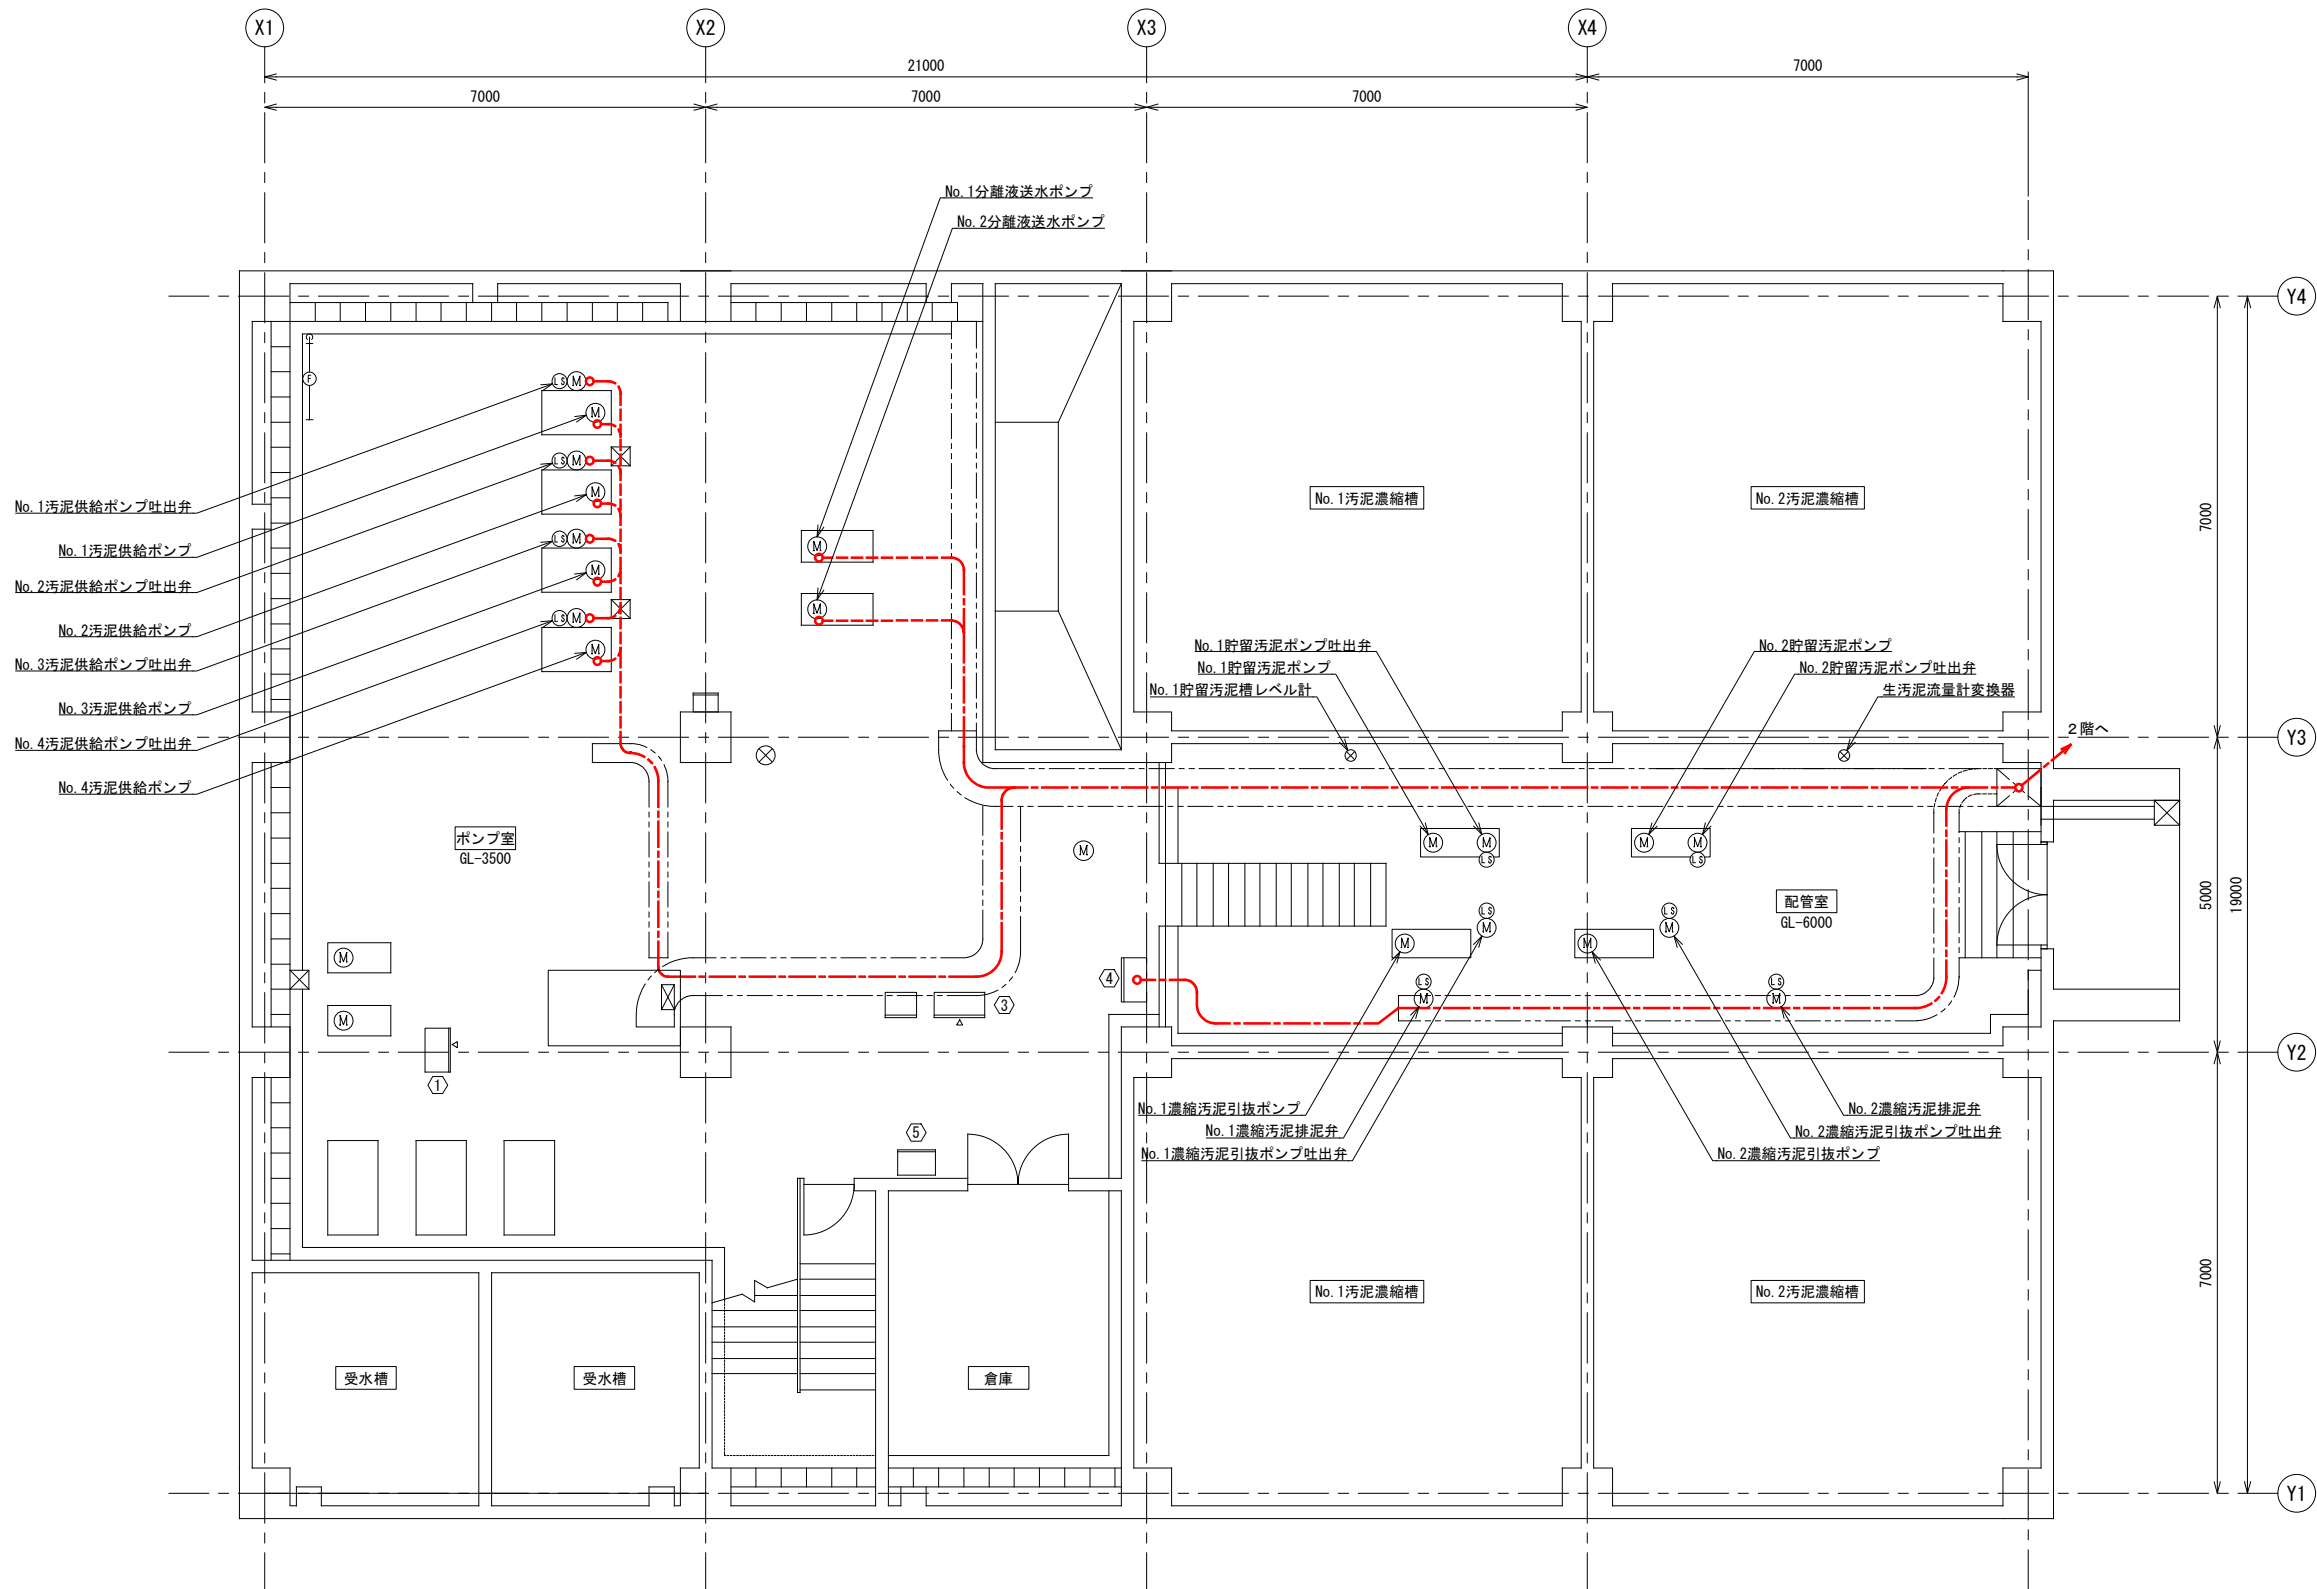 X1
X2
X3
X4
21000
7000
7000
7000
7000
No.1分離液送水ポンプ
No.2分離液送水ポンプ
Y4
F
LS
M
M
LS
M
M
LS
M
M
LS
M
M
M
M
No.1汚泥供給ポンプ吐出弁
No.1汚泥供給ポンプ
No.2汚泥供給ポンプ吐出弁
No.2汚泥供給ポンプ
No.3汚泥供給ポンプ吐出弁
No.3汚泥供給ポンプ
No.4汚泥供給ポンプ吐出弁
No.4汚泥供給ポンプ
No.1汚泥濃縮槽
No.2汚泥濃縮槽
7000
No.1貯留汚泥ポンプ吐出弁
No.1貯留汚泥ポンプ
No.1貯留汚泥槽レベル計
No.2貯留汚泥ポンプ
No.2貯留汚泥ポンプ吐出弁
生汚泥流量計変換器
2階へ
Y3
ポンプ室
GL-3500
M
M
M
LS
M
M
LS
配管室
GL-6000
5000
19000
M
LS
M
M
LS
M
LS
M
LS
M
M
M
4
3
1
Y2
No.1濃縮汚泥引抜ポンプ
No.1濃縮汚泥排泥弁
No.1濃縮汚泥引抜ポンプ吐出弁
No.2濃縮汚泥排泥弁
No.2濃縮汚泥引抜ポンプ吐出弁
No.2濃縮汚泥引抜ポンプ
5
No.1汚泥濃縮槽
No.2汚泥濃縮槽
7000
受水槽
受水槽
倉庫
Y1